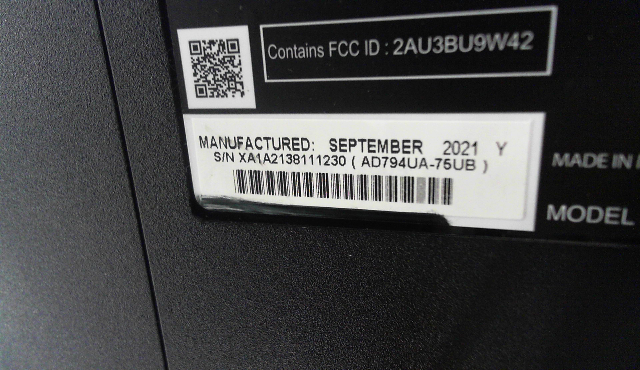 Contains FCC ID : 2AU3BU9W42
MANUFACTURED: SEPTEMBER 2021 Y
S/N XA1A2138111230 ( AD794UA-75UB )
MADE IN
MODEL